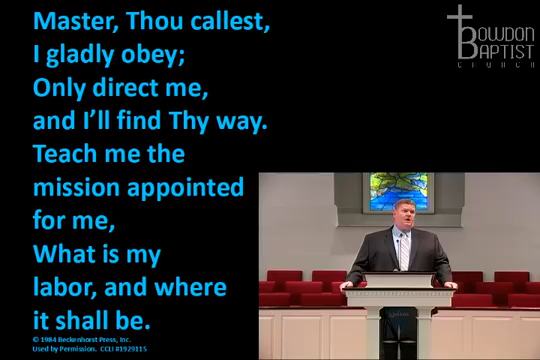 Master, Thou callest,
I gladly obey;
Only direct me,
and I'll find Thy way.
Teach me the
mission appointed
for me,
What is my
labor, and where
it shall be.
© 1984 Beckenhorst Press, Inc.
Used by Permission. CCLI #1929115
Bowdon
Baptist
CHURCH